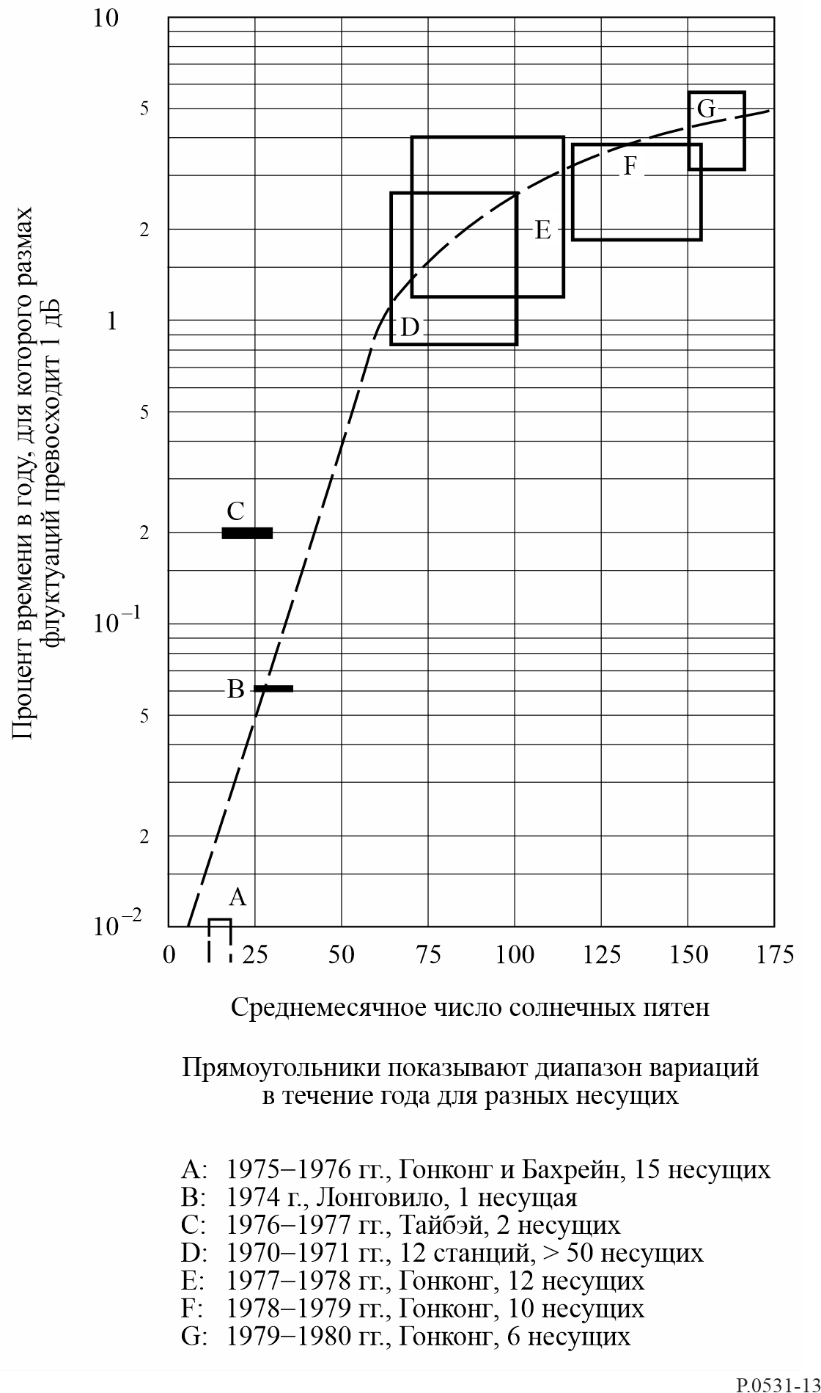 Процент времени в году, для которого размах
флуктуаций превосходит 1 дБ
10
5
2
1
5
2
10⁻¹
5
2
10⁻²
G
F
E
D
C
B
A
0 25 50 75 100 125 150 175
Среднемесячное число солнечных пятен
Прямоугольники показывают диапазон вариаций
в течение года для разных несущих
A: 1975–1976 гг., Гонконг и Бахрейн, 15 несущих
B: 1974 г., Лонговило, 1 несущая
C: 1976–1977 гг., Тайбэй, 2 несущих
D: 1970–1971 гг., 12 станций, > 50 несущих
E: 1977–1978 гг., Гонконг, 12 несущих
F: 1978–1979 гг., Гонконг, 10 несущих
G: 1979–1980 гг., Гонконг, 6 несущих
P.0531-13